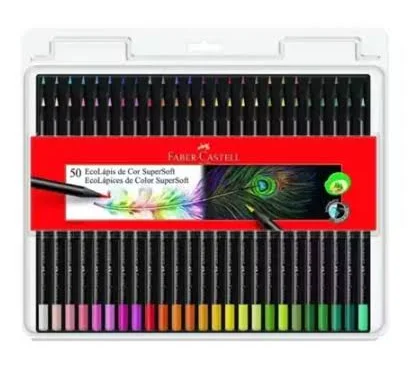 FABER-CASTELL
50 EcoLápis de Cor SuperSoft
EcoLápices de Color SuperSoft